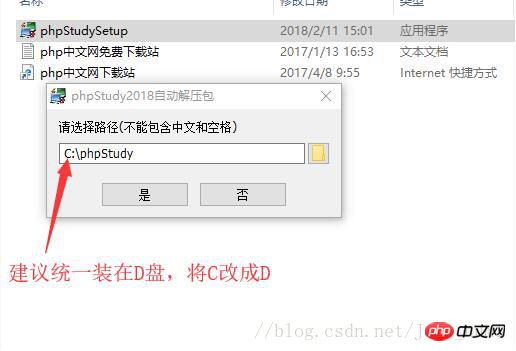 名称 修改日期 类型
phpStudySetup 2018/2/11 15:01 应用程序
php中文网免费下载站 2017/1/13 16:53 文本文档
php中文网下载站 2017/4/8 9:55 Internet 快捷方式
phpStudy2018自动解压包
请选择路径(不能包含中文和空格)
C:\phpStudy
是 否
建议统一装在D盘，将C改成D
//blog.csdn.net/J
php 中文网